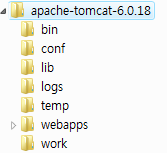 apache-tomcat-6.0.18
bin
conf
lib
logs
temp
webapps
work